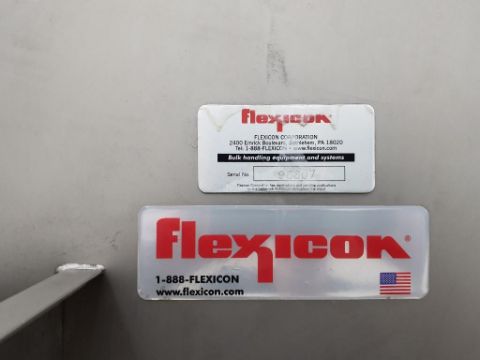 flexicon
FLEXICON CORPORATION
2400 Emrick Boulevard, Bethlehem, PA 18020
Tel. 1-888-FLEXICON • www.flexicon.com
Bulk handling equipment and systems
Serial No.
flexicon®
1-888-FLEXICON
www.flexicon.com